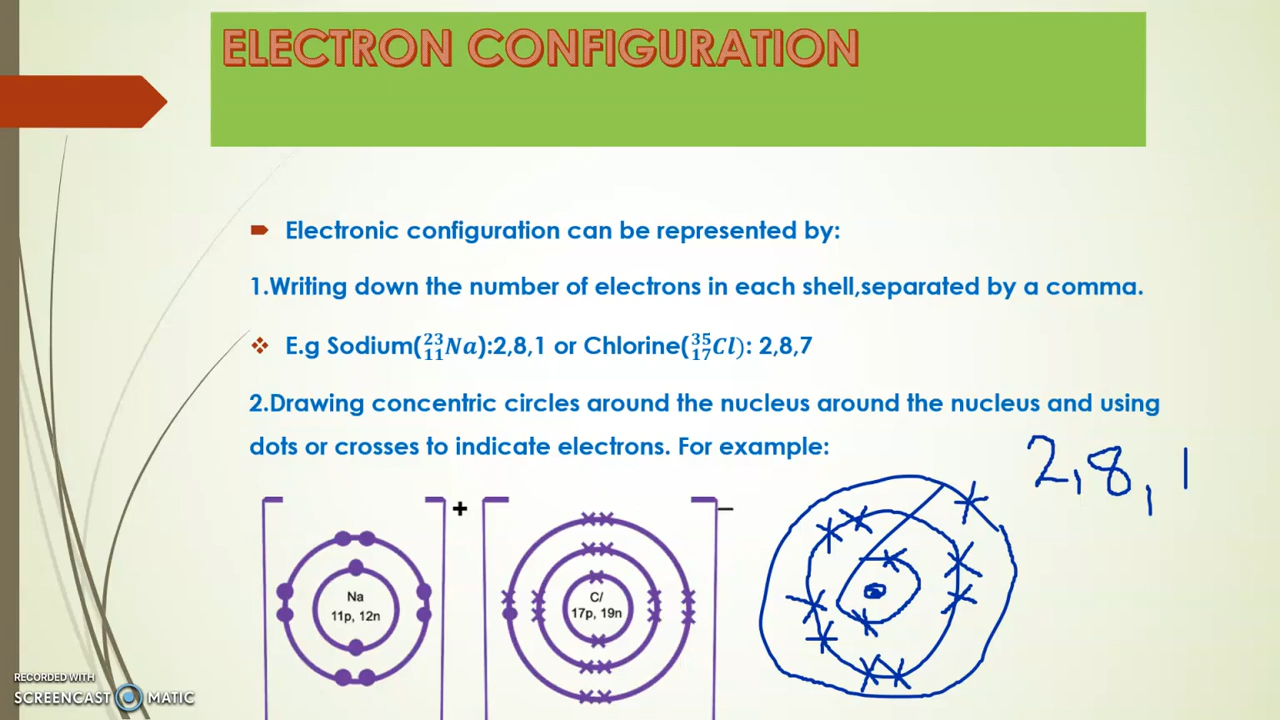 ELECTRON CONFIGURATION
Electronic configuration can be represented by:
1.Writing down the number of electrons in each shell,separated by a comma.
E.g Sodium(²³₁₁Na):2,8,1 or Chlorine(³⁵₁₇Cl): 2,8,7
2.Drawing concentric circles around the nucleus around the nucleus and using
dots or crosses to indicate electrons. For example:
2,8,1
+
−
Na
11p, 12n
Cl
17p, 19n
RECORDED WITH
SCREENCAST MATIC